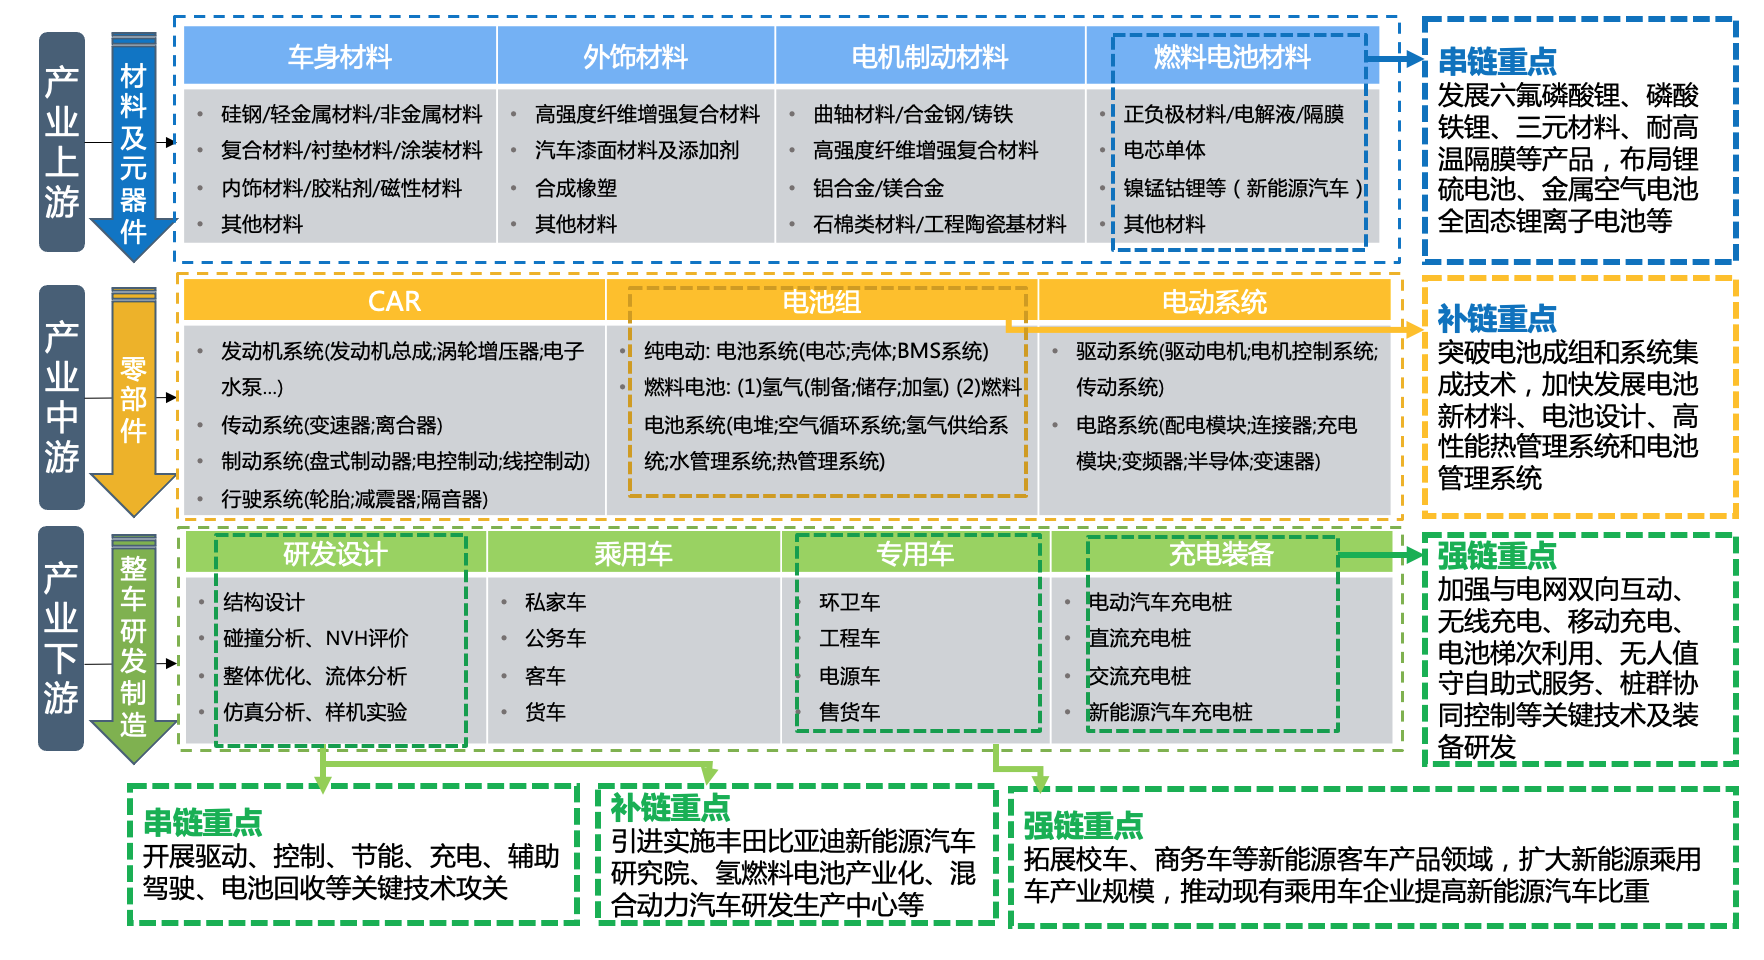 产业上游
材料及元器件
车身材料
硅钢/轻金属材料/非金属材料
复合材料/衬垫材料/涂装材料
内饰材料/胶粘剂/磁性材料
其他材料
外饰材料
高强度纤维增强复合材料
汽车漆面材料及添加剂
合成橡塑
其他材料
电机制动材料
曲轴材料/合金钢/铸铁
高强度纤维增强复合材料
铝合金/镁合金
石棉类材料/工程陶瓷基材料
燃料电池材料
正负极材料/电解液/隔膜
电芯单体
镍锰钴锂等（新能源汽车）
其他材料
串链重点
发展六氟磷酸锂、磷酸
铁锂、三元材料、耐高
温隔膜等产品，布局锂
硫电池、金属空气电池
全固态锂离子电池等
产业中游
零部件
CAR
发动机系统(发动机总成;涡轮增压器;电子
水泵...)
传动系统(变速器;离合器)
制动系统(盘式制动器;电控制动;线控制动)
行驶系统(轮胎;减震器;隔音器)
电池组
纯电动: 电池系统(电芯;壳体;BMS系统)
燃料电池: (1)氢气(制备;储存;加氢) (2)燃料
电池系统(电堆;空气循环系统;氢气供给系
统;水管理系统;热管理系统)
电动系统
驱动系统(驱动电机;电机控制系统;
传动系统)
电路系统(配电模块;连接器;充电
模块;变频器;半导体;变速器)
补链重点
突破电池成组和系统集
成技术，加快发展电池
新材料、电池设计、高
性能热管理系统和电池
管理系统
产业下游
整车研发制造
研发设计
结构设计
碰撞分析、NVH评价
整体优化、流体分析
仿真分析、样机实验
乘用车
私家车
公务车
客车
货车
专用车
环卫车
工程车
电源车
售货车
充电装备
电动汽车充电桩
直流充电桩
交流充电桩
新能源汽车充电桩
强链重点
加强与电网双向互动、
无线充电、移动充电、
电池梯次利用、无人值
守自助式服务、桩群协
同控制等关键技术及装
备研发
串链重点
开展驱动、控制、节能、充电、辅助
驾驶、电池回收等关键技术攻关
补链重点
引进实施丰田比亚迪新能源汽车
研究院、氢燃料电池产业化、混
合动力汽车研发生产中心等
强链重点
拓展校车、商务车等新能源客车产品领域，扩大新能源乘用
车产业规模，推动现有乘用车企业提高新能源汽车比重